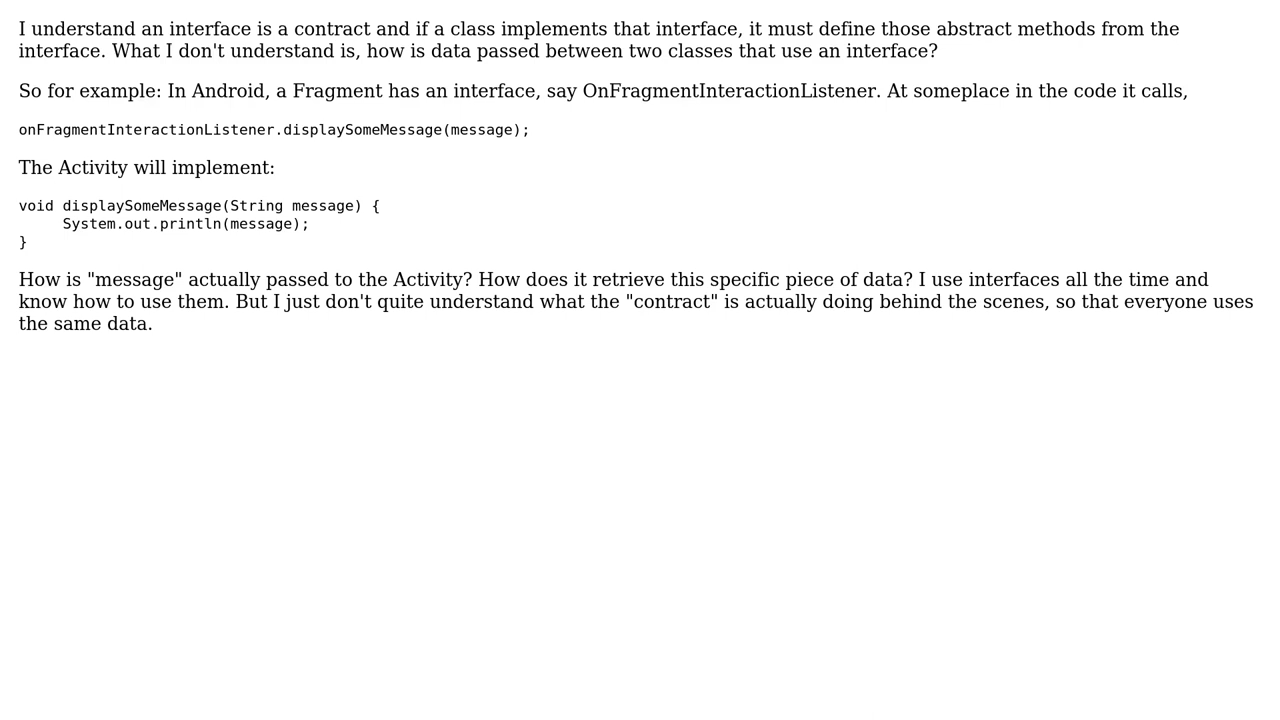 I understand an interface is a contract and if a class implements that interface, it must define those abstract methods from the
interface. What I don't understand is, how is data passed between two classes that use an interface?
So for example: In Android, a Fragment has an interface, say OnFragmentInteractionListener. At someplace in the code it calls,
onFragmentInteractionListener.displaySomeMessage(message);
The Activity will implement:
void displaySomeMessage(String message) {
     System.out.println(message);
}
How is "message" actually passed to the Activity? How does it retrieve this specific piece of data? I use interfaces all the time and
know how to use them. But I just don't quite understand what the "contract" is actually doing behind the scenes, so that everyone uses
the same data.